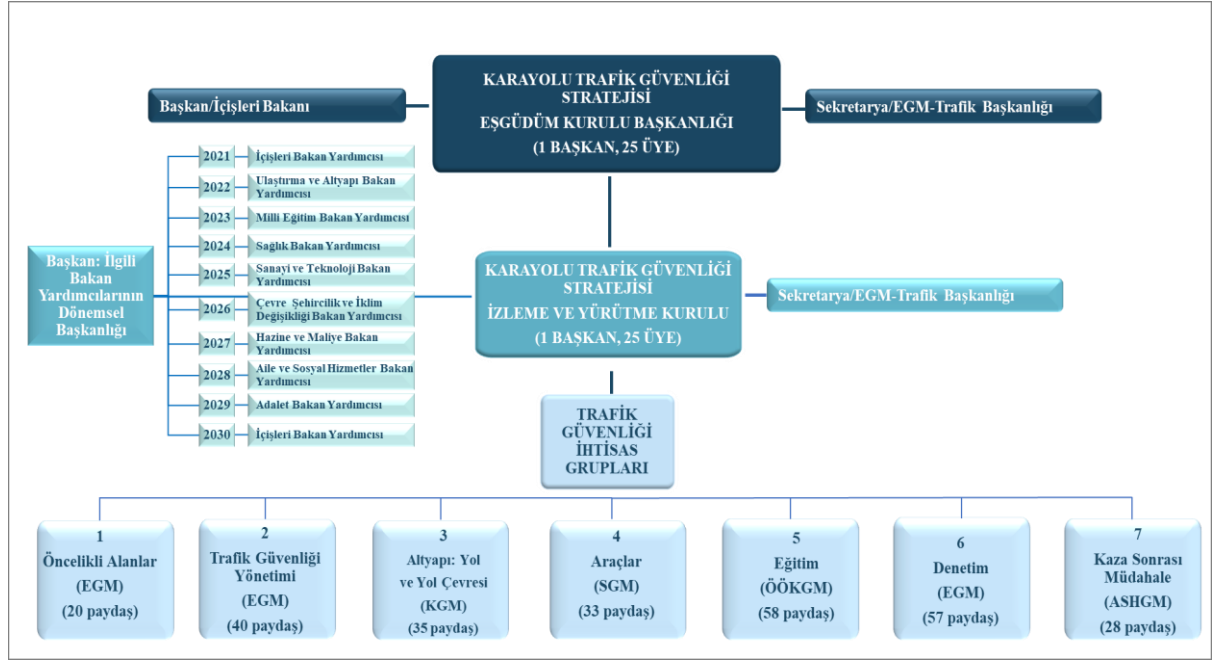 KARAYOLU TRAFİK GÜVENLİĞİ
STRATEJİSİ
EŞGÜDÜM KURULU BAŞKANLIĞI
(1 BAŞKAN, 25 ÜYE)
Başkan/İçişleri Bakanı
Sekretarya/EGM-Trafik Başkanlığı
Başkan: İlgili
Bakan
Yardımcılarının
Dönemsel
Başkanlığı
2021 İçişleri Bakan Yardımcısı
2022 Ulaştırma ve Altyapı Bakan
Yardımcısı
2023 Milli Eğitim Bakan Yardımcısı
2024 Sağlık Bakan Yardımcısı
2025 Sanayi ve Teknoloji Bakan
Yardımcısı
2026 Çevre Şehircilik ve İklim
Değişikliği Bakan Yardımcısı
2027 Hazine ve Maliye Bakan
Yardımcısı
2028 Aile ve Sosyal Hizmetler Bakan
Yardımcısı
2029 Adalet Bakan Yardımcısı
2030 İçişleri Bakan Yardımcısı
KARAYOLU TRAFİK GÜVENLİĞİ
STRATEJİSİ
İZLEME VE YÜRÜTME KURULU
(1 BAŞKAN, 25 ÜYE)
Sekretarya/EGM-Trafik Başkanlığı
TRAFİK
GÜVENLİĞİ
İHTİSAS
GRUPLARI
1
Öncelikli Alanlar
(EGM)
(20 paydaş)
2
Trafik Güvenliği
Yönetimi
(EGM)
(40 paydaş)
3
Altyapı: Yol
ve Yol Çevresi
(KGM)
(35 paydaş)
4
Araçlar
(SGM)
(33 paydaş)
5
Eğitim
(ÖÖKGM)
(58 paydaş)
6
Denetim
(EGM)
(57 paydaş)
7
Kaza Sonrası
Müdahale
(ASHGM)
(28 paydaş)